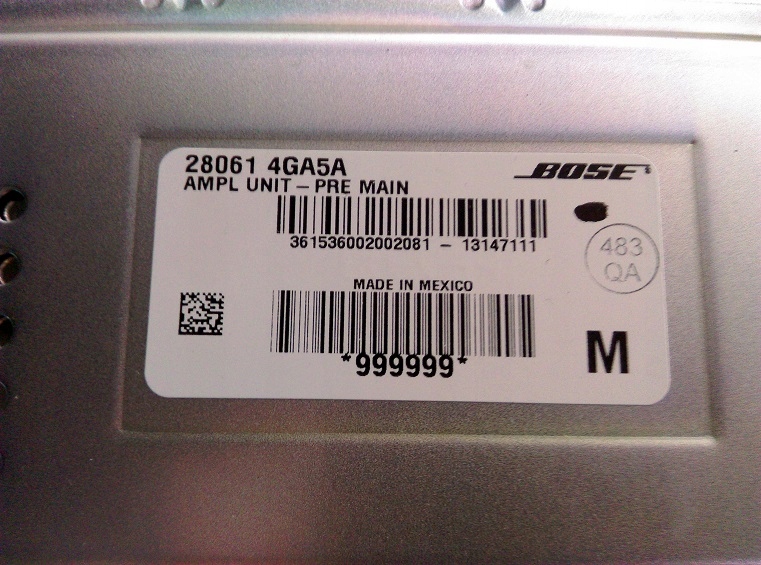 28061 4GA5A
BOSE
AMPL UNIT – PRE MAIN
361536002002081 – 13147111
483
QA
MADE IN MEXICO
*999999*
M